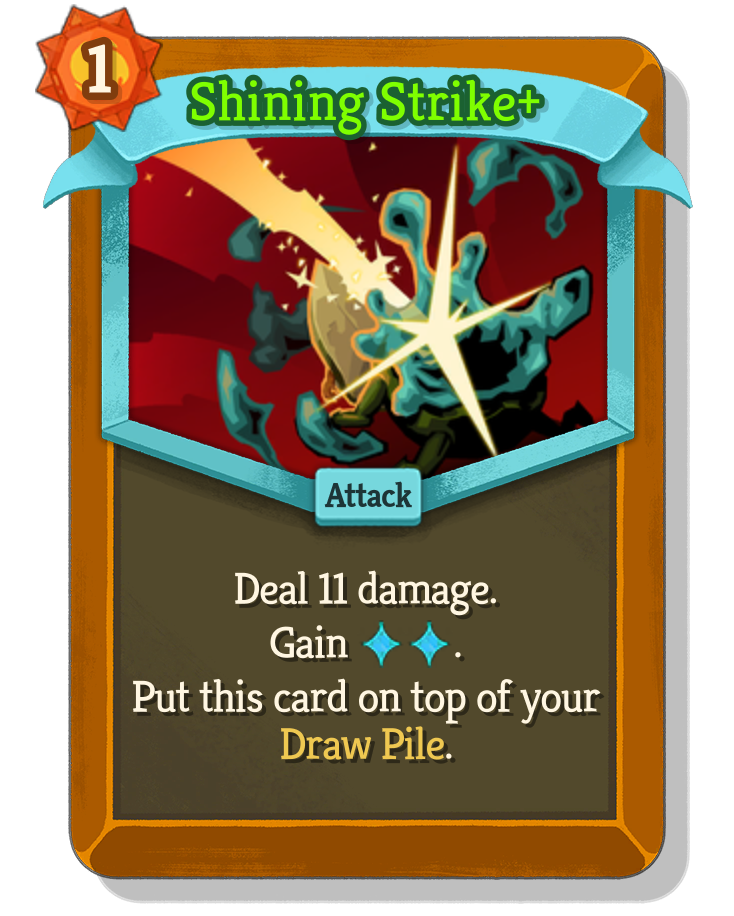 1
Shining Strike+
Attack
Deal 11 damage.
Gain .
Put this card on top of your
Draw Pile.